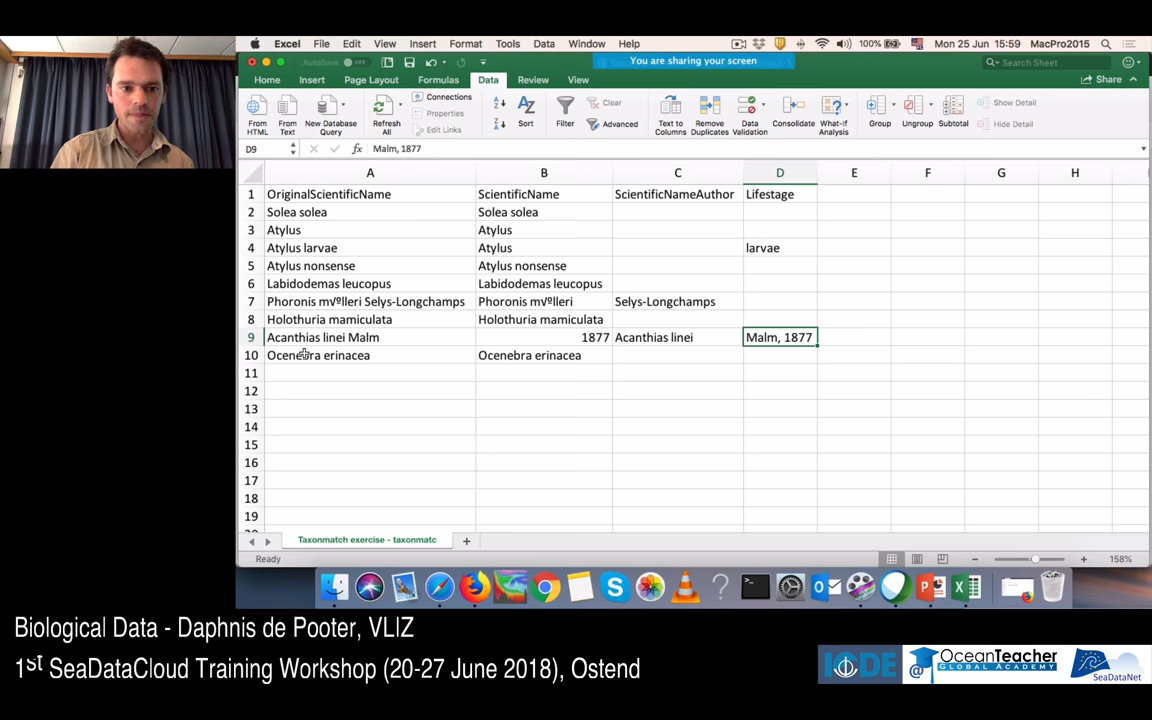 Excel File Edit View Insert Format Tools Data Window Help 100% Mon 25 Jun 15:59 MacPro2015
AutoSave OFF You are sharing your screen Search Sheet
Home Insert Page Layout Formulas Data Review View Share
Connections Properties Edit Links Clear Advanced Show Detail Hide Detail
From HTML From Text New Database Query Refresh All Sort Filter Text to Columns Remove Duplicates Data Validation Consolidate What-If Analysis Group Ungroup Subtotal
D9 fx Malm, 1877
A B C D E F G H
1 OriginalScientificName ScientificName ScientificNameAuthor Lifestage
2 Solea solea Solea solea
3 Atylus Atylus
4 Atylus larvae Atylus larvae
5 Atylus nonsense Atylus nonsense
6 Labidodemas leucopus Labidodemas leucopus
7 Phoronis m√ºlleri Selys-Longchamps Phoronis m√ºlleri Selys-Longchamps
8 Holothuria mamiculata Holothuria mamiculata
9 Acanthias linei Malm 1877 Acanthias linei Malm, 1877
10 Ocenebra erinacea Ocenebra erinacea
11
12
13
14
15
16
17
18
19
Taxonmatch exercise - taxonmatc
Ready 158%
Biological Data - Daphnis de Pooter, VLIZ
1st SeaDataCloud Training Workshop (20-27 June 2018), Ostend
IODE OceanTeacher GLOBAL ACADEMY SeaDataNet